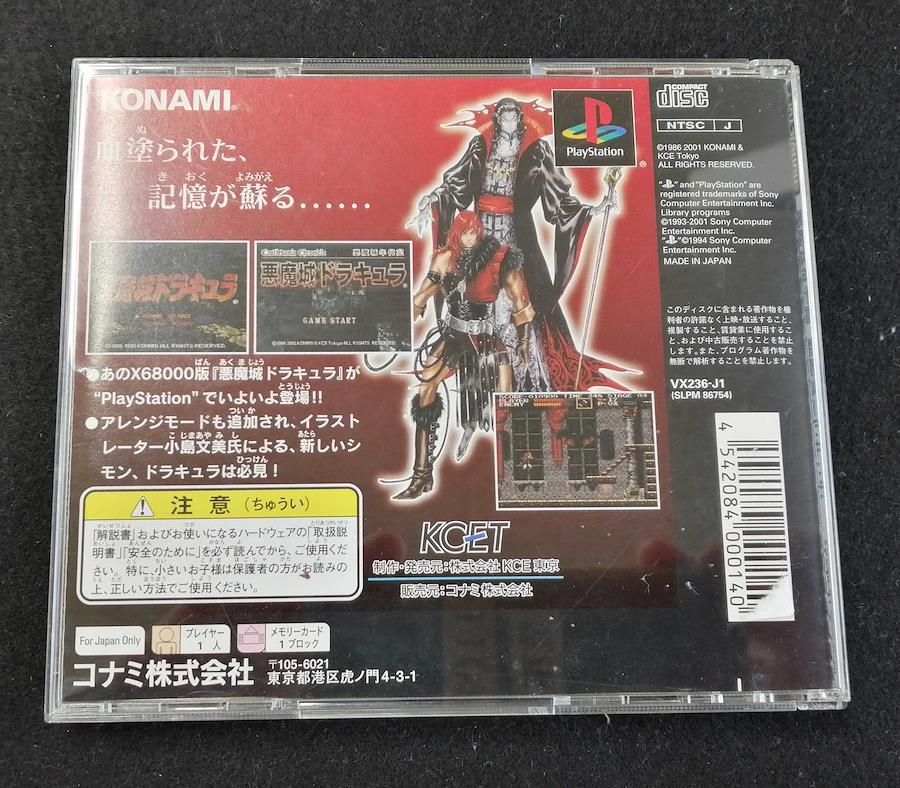 KONAMI
血塗られた、
記憶が蘇る……
悪魔城ドラキュラ
Castlevania Chronicle 悪魔城年代記
悪魔城ドラキュラ
GAME START
●あのX68000版『悪魔城ドラキュラ』が
"PlayStation"でいよいよ登場!!
●アレンジモードも追加され、イラスト
レーター小島文美氏による、新しいシ
モン、ドラキュラは必見!
注意(ちゅうい)
「解説書」およびお使いになるハードウェアの「取扱説
明書」「安全のために」を必ず読んでから、ご使用くだ
さい。特に、小さいお子様は保護者の方がお読みの
上、正しい方法でご使用ください。
For Japan Only
プレイヤー
1人
メモリーカード
1ブロック
コナミ株式会社
〒105-6021
東京都港区虎ノ門4-3-1
PlayStation
®
SCORE-010900 TIME 34% STAGE 03
PLAYER
ENEMY
P-03
KCET
制作・発売元:株式会社KCE東京
販売元:コナミ株式会社
COMPACT
disc
NTSC J
©1986 2001 KONAMI &
KCE Tokyo
ALL RIGHTS RESERVED.
" " and "PlayStation" are
registered trademarks of Sony
Computer Entertainment Inc.
Library programs
©1993-2001 Sony Computer
Entertainment Inc.
" "©1994 Sony Computer
Entertainment Inc.
MADE IN JAPAN
このディスクに含まれる著作物を権
利者の許諾なく上映・放送すること、
複製すること、賃貸業に使用するこ
と、および中古販売することを禁止
します。また、プログラム著作物を
無断で解析することを禁止します。
VX236-J1
(SLPM 86754)
4 542084 000140